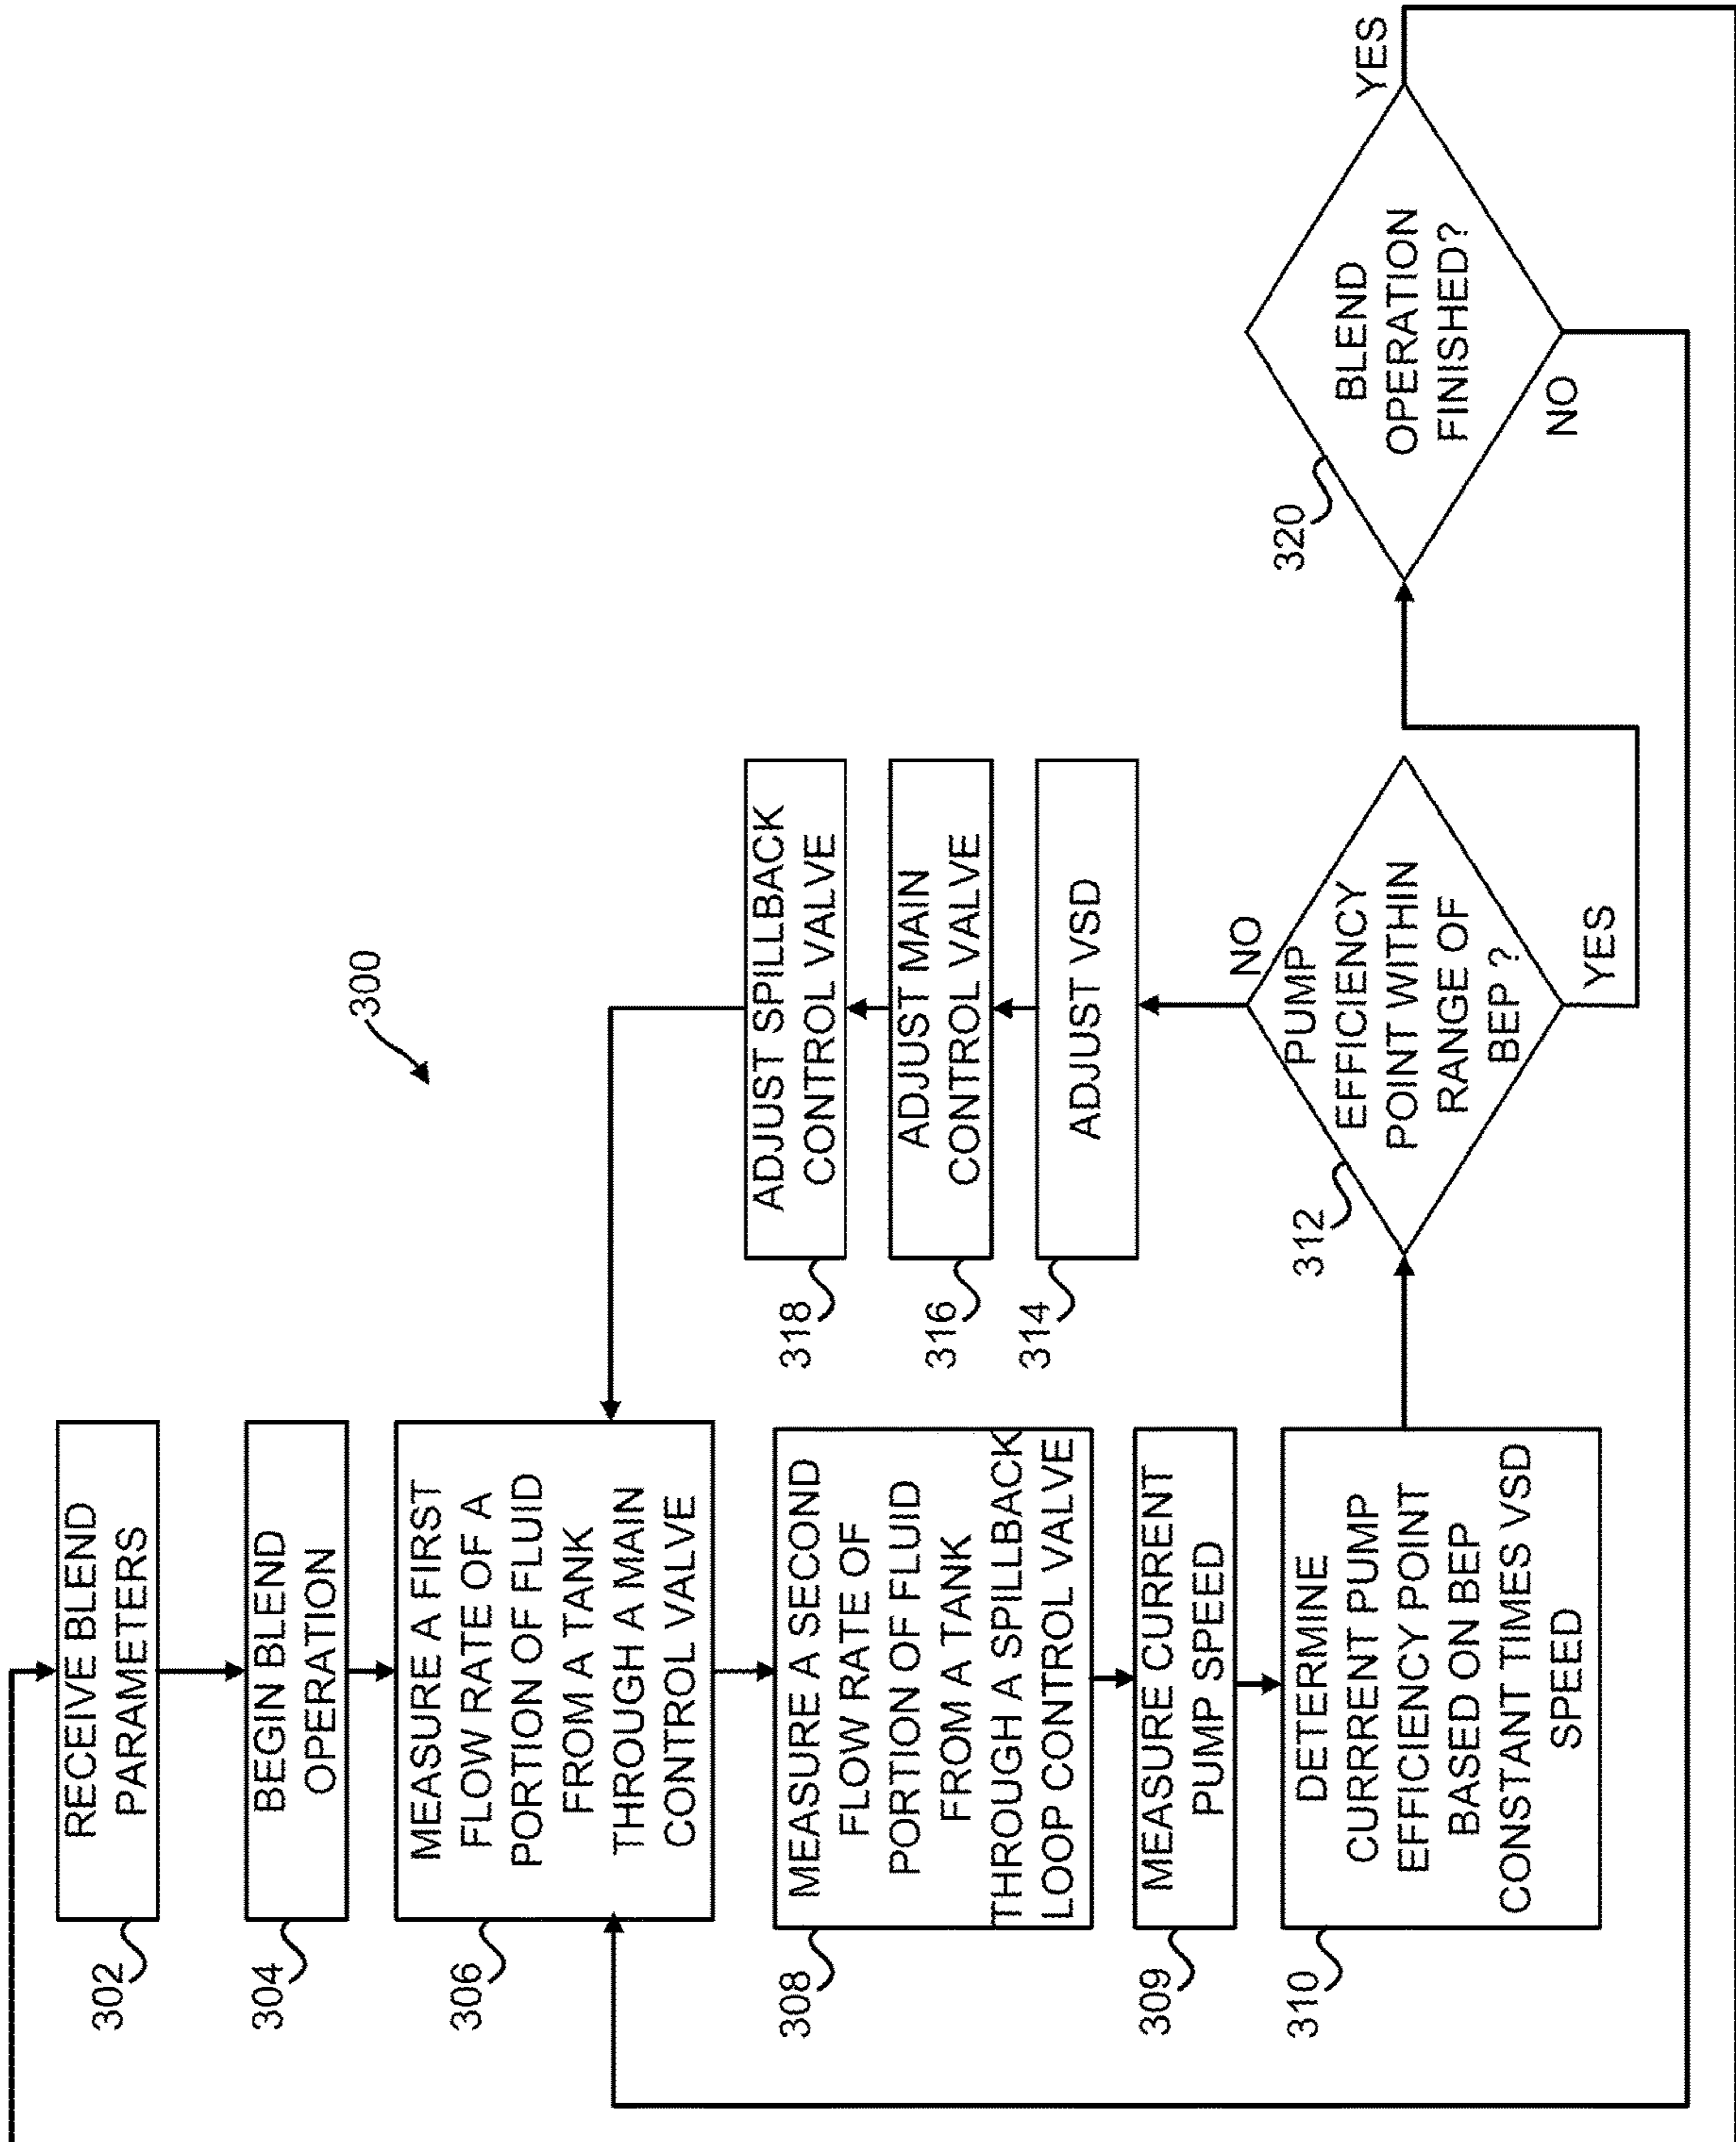 300
302
RECEIVE BLEND
PARAMETERS
304
BEGIN BLEND
OPERATION
306
MEASURE A FIRST
FLOW RATE OF A
PORTION OF FLUID
FROM A TANK
THROUGH A MAIN
CONTROL VALVE
308
MEASURE A SECOND
FLOW RATE OF
PORTION OF FLUID
FROM A TANK
THROUGH A SPILLBACK
LOOP CONTROL VALVE
309
MEASURE CURRENT
PUMP SPEED
310
DETERMINE
CURRRENT PUMP
EFFICIENCY POINT
BASED ON BEP
CONSTANT TIMES VSD
SPEED
318
ADJUST SPILLBACK
CONTROL VALVE
316
ADJUST MAIN
CONTROL VALVE
314
ADJUST VSD
NO
312
PUMP
EFFICIENCY
POINT WITHIN
RANGE OF
BEP ?
YES
320
BLEND
OPERATION
FINISHED?
YES
NO